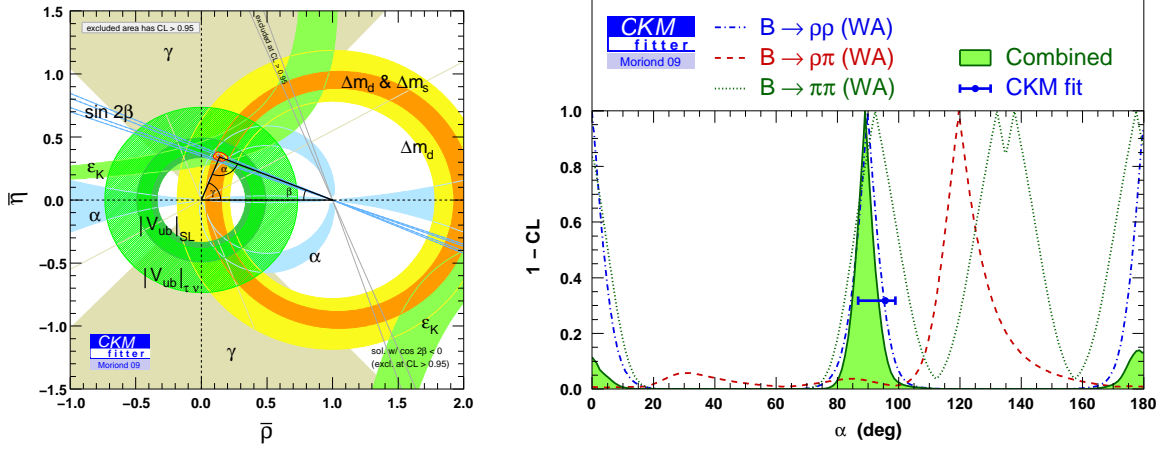 excluded area has CL > 0.95
excluded at CL > 0.95
CKM
fitter
Moriond 09
γ
sin 2β
Δm_d & Δm_s
Δm_d
ε_K
α
α
β
γ
|V_ub|_SL
α
|V_ub|_τν
ε_K
γ
CKM
fitter
Moriond 09
sol. w/ cos 2β < 0
(excl. at CL > 0.95)
1.5
1.0
0.5
0.0
−0.5
−1.0
−1.5
η̄
−1.0
−0.5
0.0
0.5
1.0
1.5
2.0
ρ̄
B → ρρ (WA)
B → ρπ (WA)
B → ππ (WA)
Combined
CKM fit
1.0
0.8
0.6
0.4
0.2
0.0
1 − CL
0
20
40
60
80
100
120
140
160
180
α (deg)